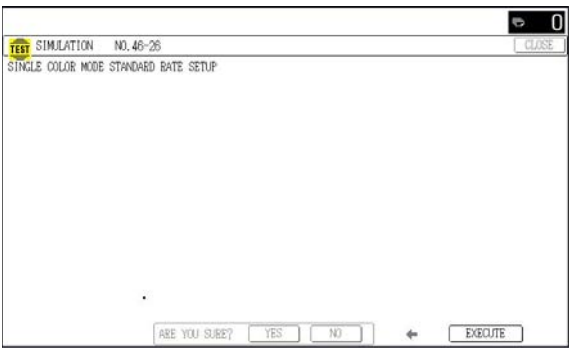 0
TEST SIMULATION NO. 46-26 CLOSE
SINGLE COLOR MODE STANDARD RATE SETUP
ARE YOU SURE? YES NO EXECUTE